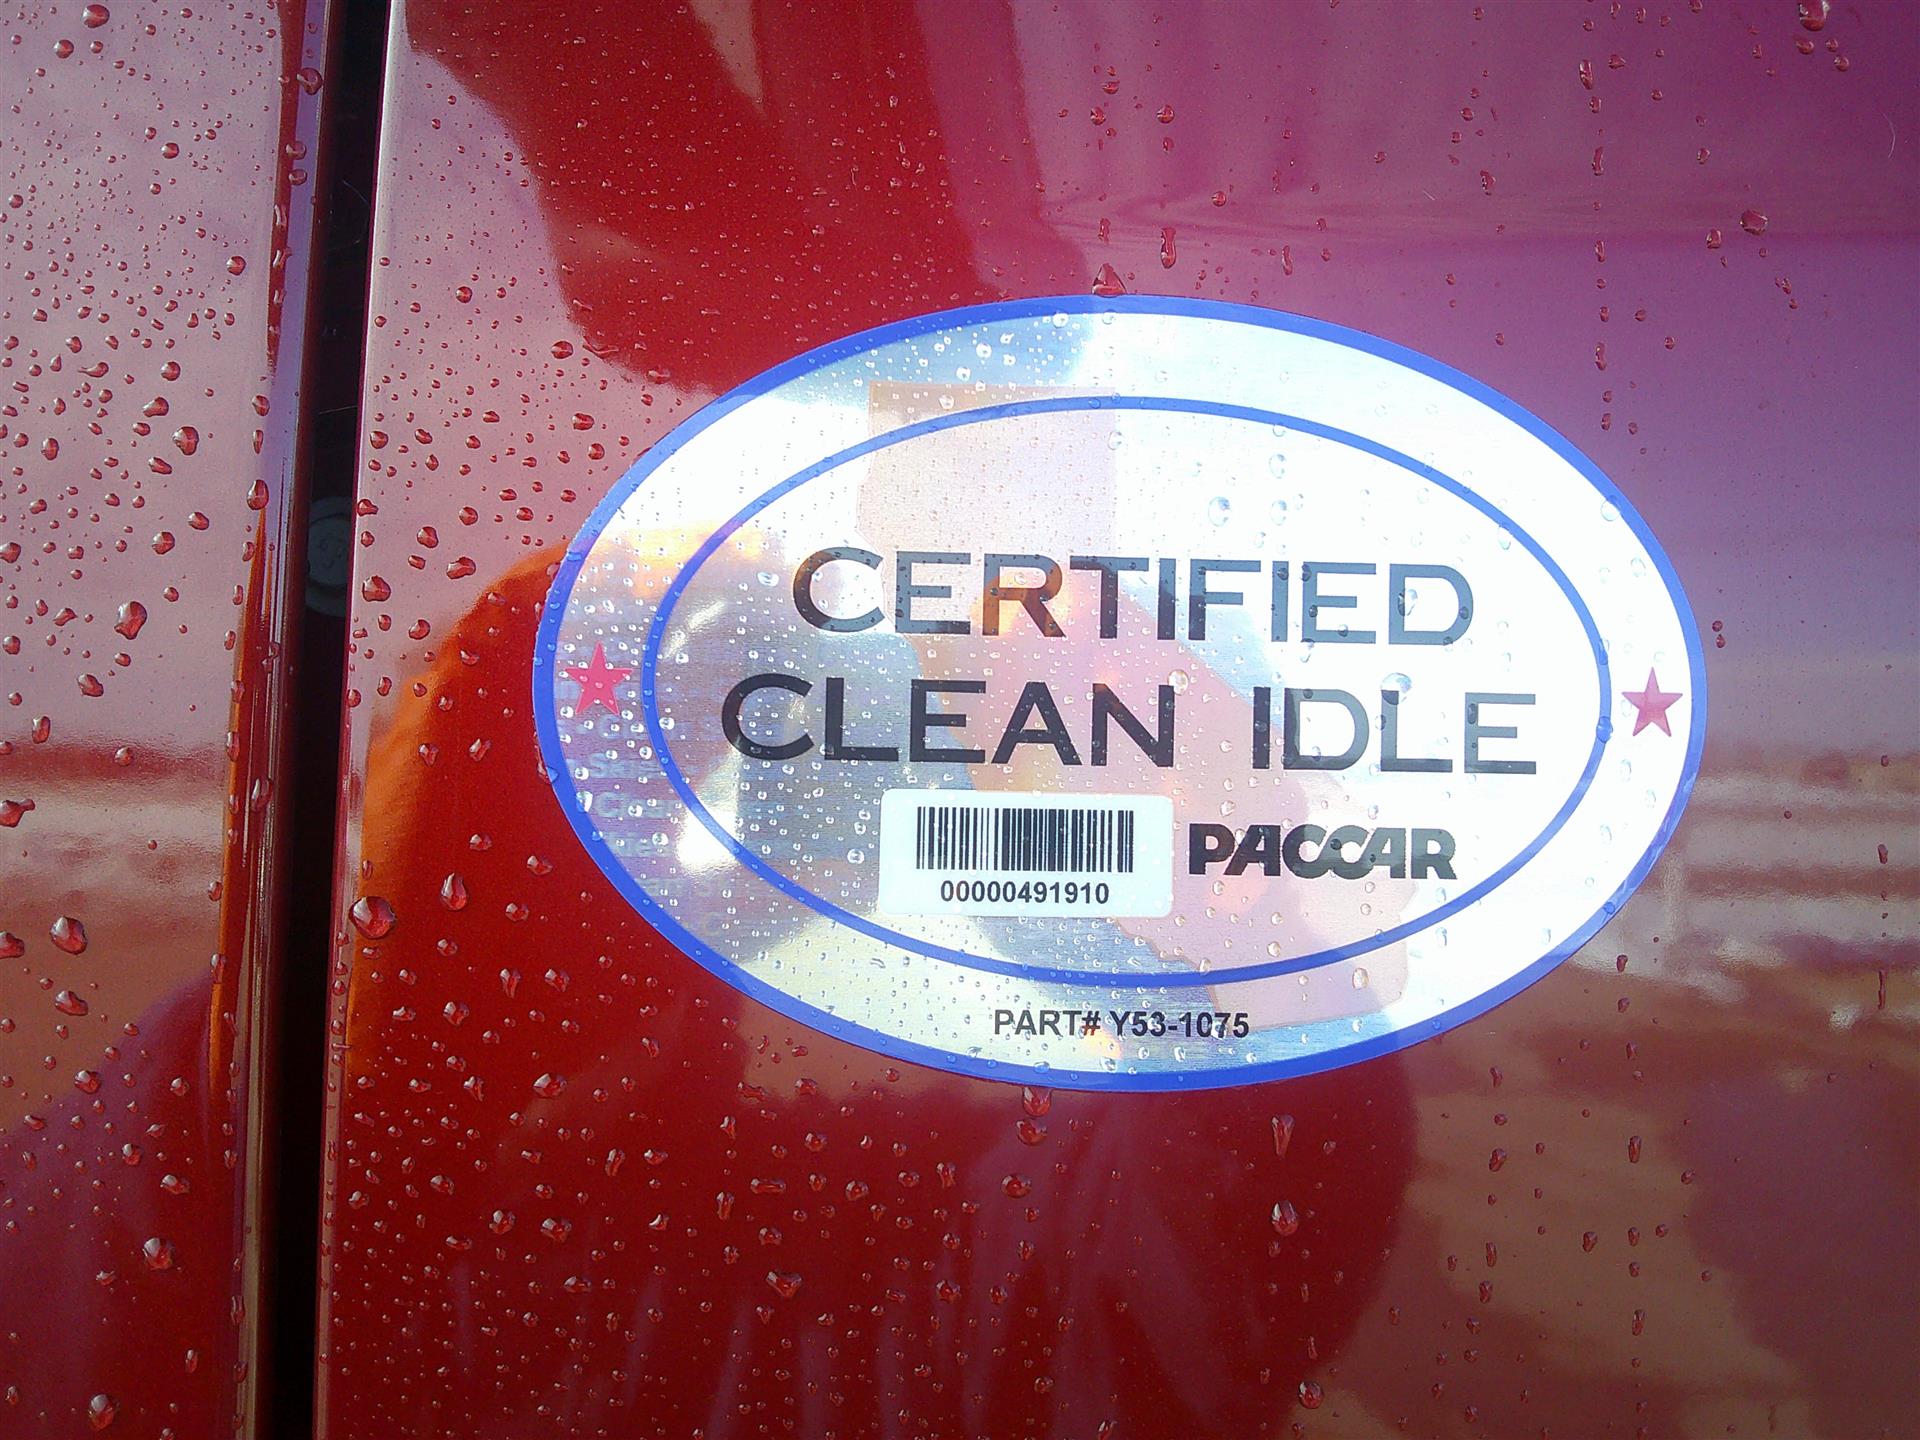 CERTIFIED
CLEAN IDLE
PACCAR
00000491910
PART# Y53-1075